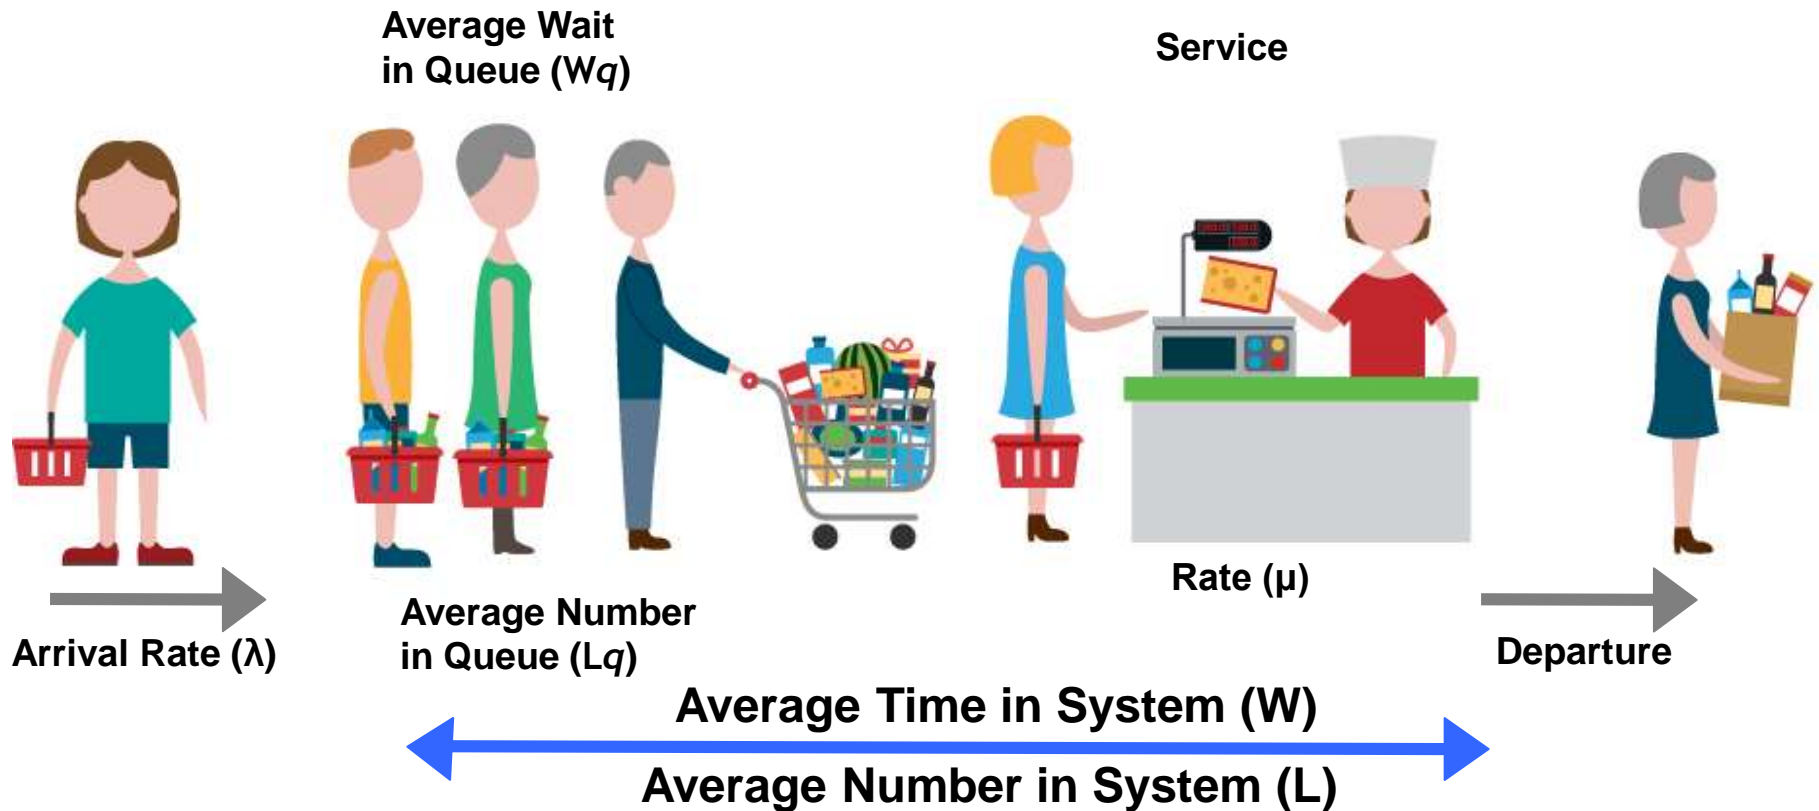 Average Wait
in Queue (Wq)
Service
Rate (μ)
Arrival Rate (λ)
Average Number
in Queue (Lq)
Departure
Average Time in System (W)
Average Number in System (L)